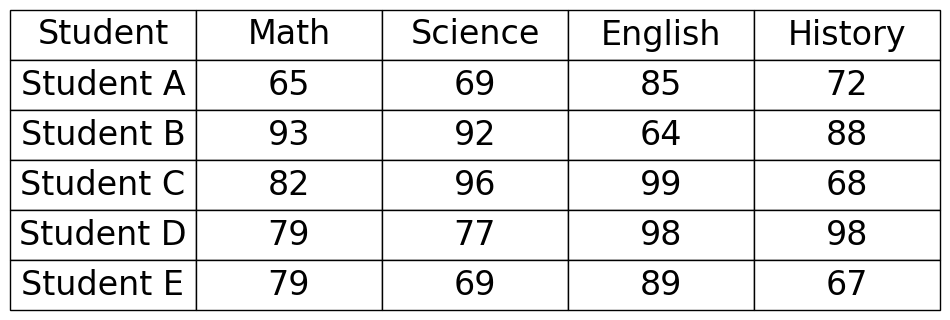 Student Math Science English History
Student A 65 69 85 72
Student B 93 92 64 88
Student C 82 96 99 68
Student D 79 77 98 98
Student E 79 69 89 67